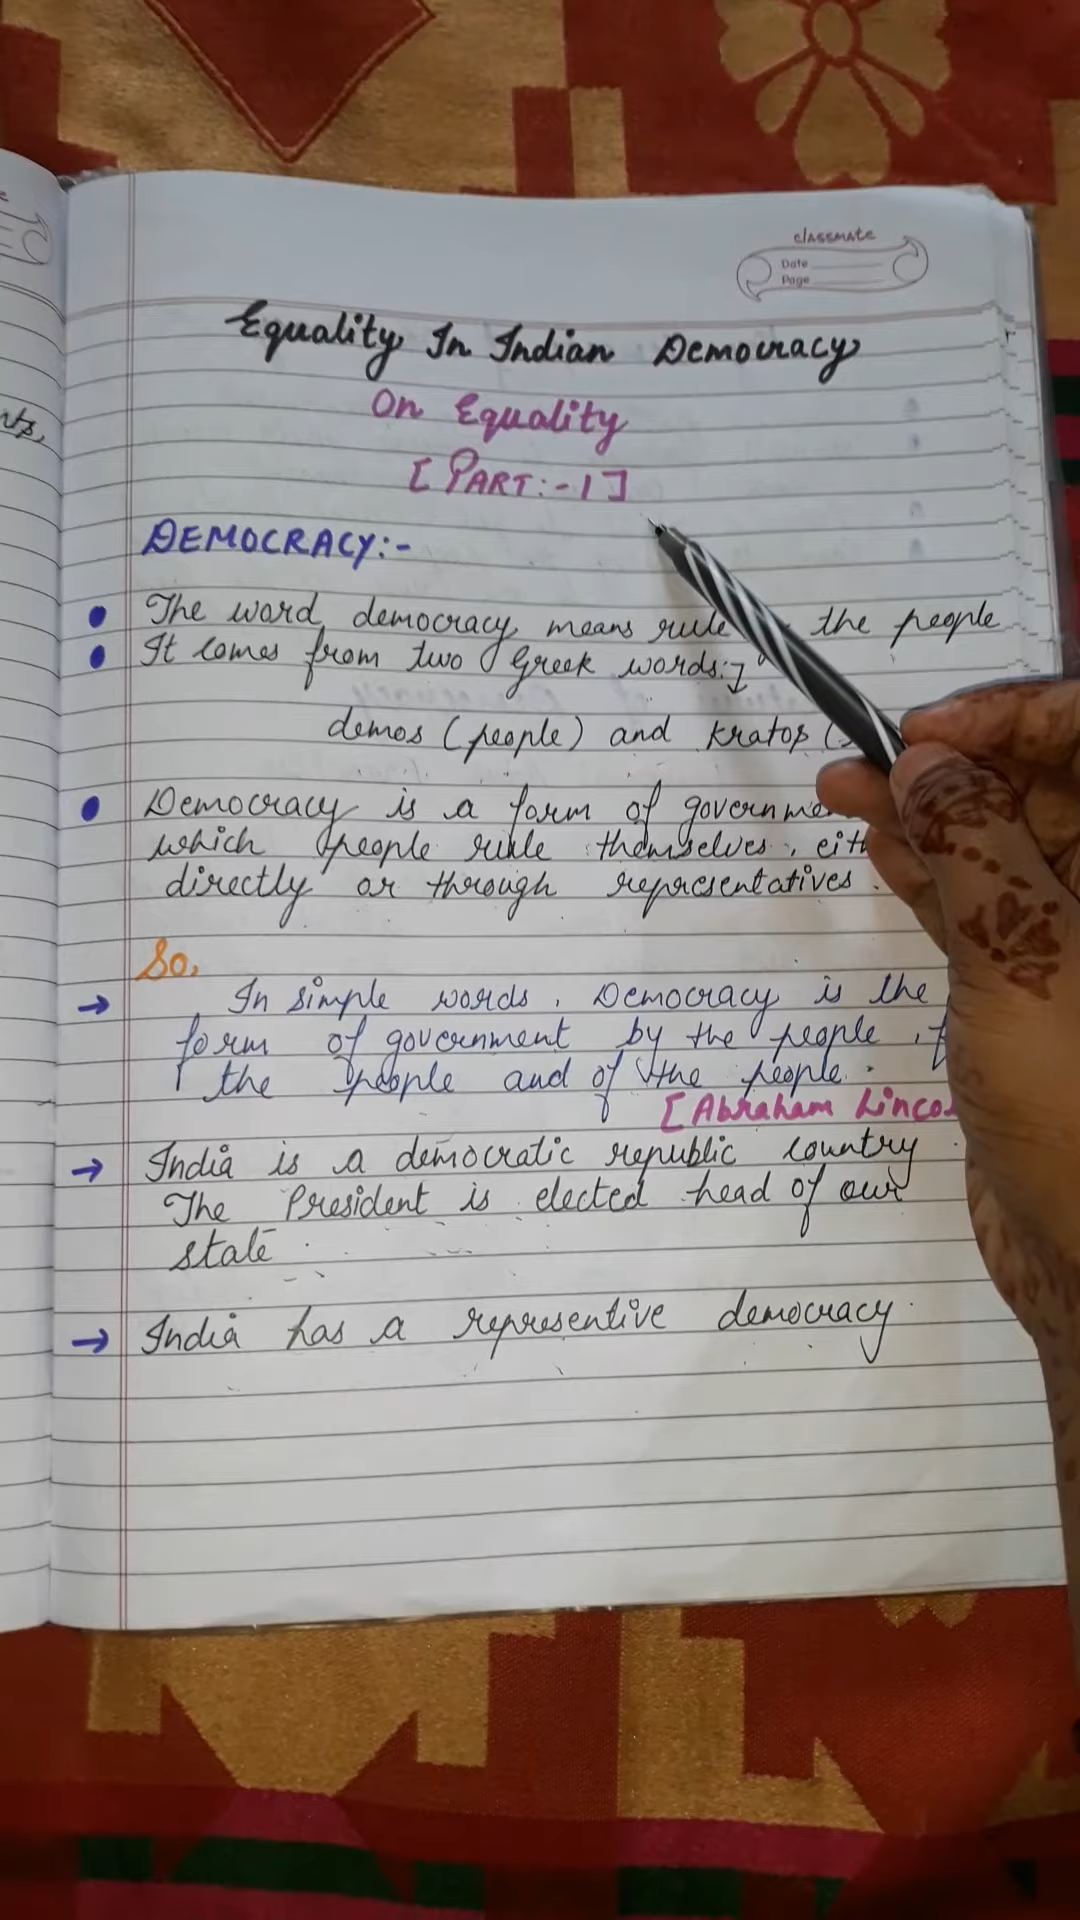 classmate
Date
Page
Equality In Indian Democracy
On Equality
[PART:-1]
DEMOCRACY:-
The word democracy means rule the people
It comes from two Greek words:
demos (people) and kratos (
Democracy is a form of
which people rule themselves,
directly or through representatives.
So,
In simple words, Democracy is the
form of government by the people,
the people and of the people.
[Abraham
India is a democratic republic country
The President is elected head of our
state
India has a representive democracy.